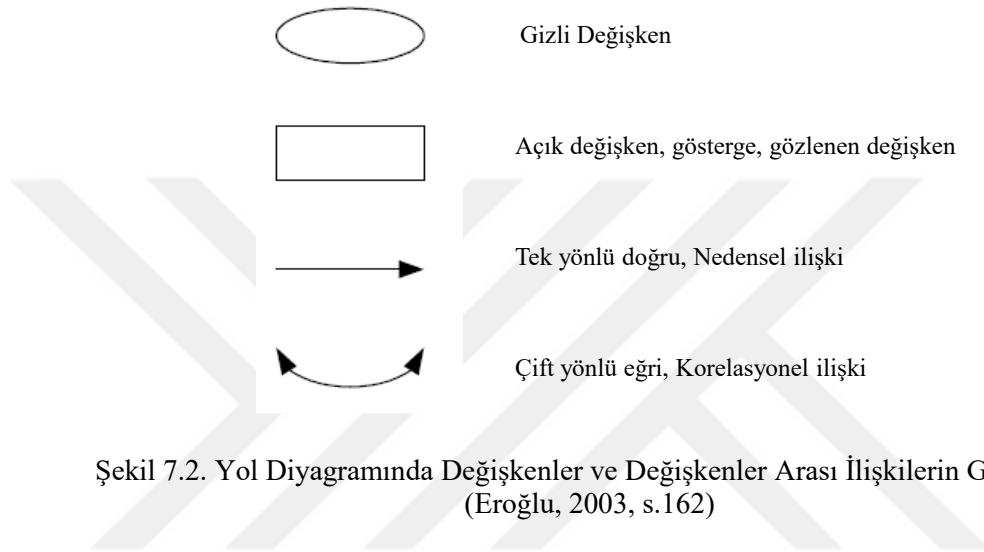 Gizli Değişken
Açık değişken, gösterge, gözlenen değişken
Tek yönlü doğru, Nedensel ilişki
Çift yönlü eğri, Korelasyonel ilişki
Şekil 7.2. Yol Diyagramında Değişkenler ve Değişkenler Arası İlişkilerin G
(Eroğlu, 2003, s.162)